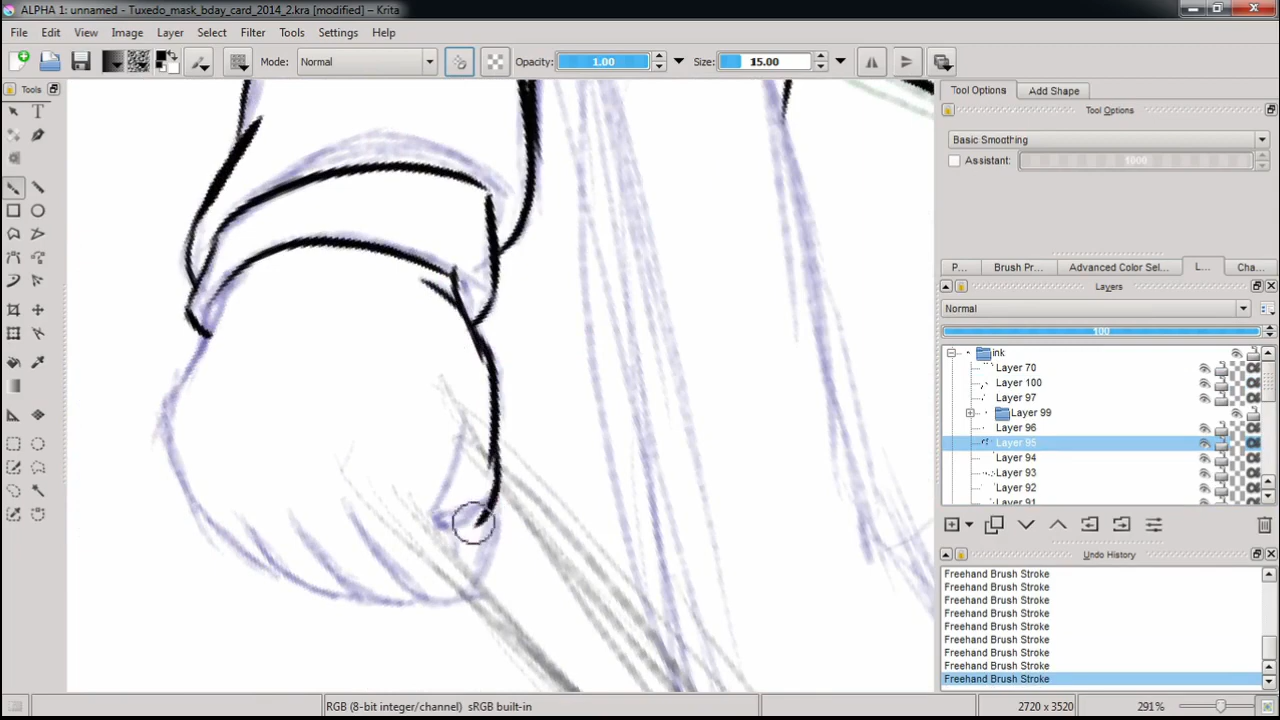 ALPHA 1: unnamed - Tuxedo_mask_bday_card_2014_2.kra [modified] – Krita
File Edit View Image Layer Select Filter Tools Settings Help
Mode: Normal Opacity: 1.00 Size: 15.00
Tools
Tool Options Add Shape
Tool Options
Basic Smoothing
Assistant: 1000
P... Brush Pr... Advanced Color Sel... L... Cha...
Layers
Normal
100
ink
Layer 70
Layer 100
Layer 97
Layer 99
Layer 96
Layer 95
Layer 94
Layer 93
Layer 92
Layer 91
Undo History
Freehand Brush Stroke
Freehand Brush Stroke
Freehand Brush Stroke
Freehand Brush Stroke
Freehand Brush Stroke
Freehand Brush Stroke
Freehand Brush Stroke
Freehand Brush Stroke
Freehand Brush Stroke
RGB (8-bit integer/channel) sRGB built-in 2720 x 3520 291%